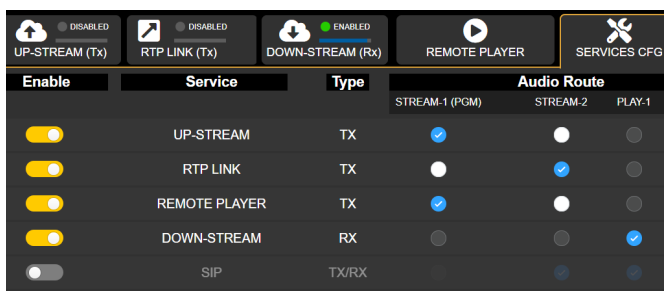 DISABLED DISABLED ENABLED
UP-STREAM (Tx) RTP LINK (Tx) DOWN-STREAM (Rx) REMOTE PLAYER SERVICES CFG
Enable Service Type Audio Route
STREAM-1 (PGM) STREAM-2 PLAY-1
UP-STREAM TX
RTP LINK TX
REMOTE PLAYER TX
DOWN-STREAM RX
SIP TX/RX